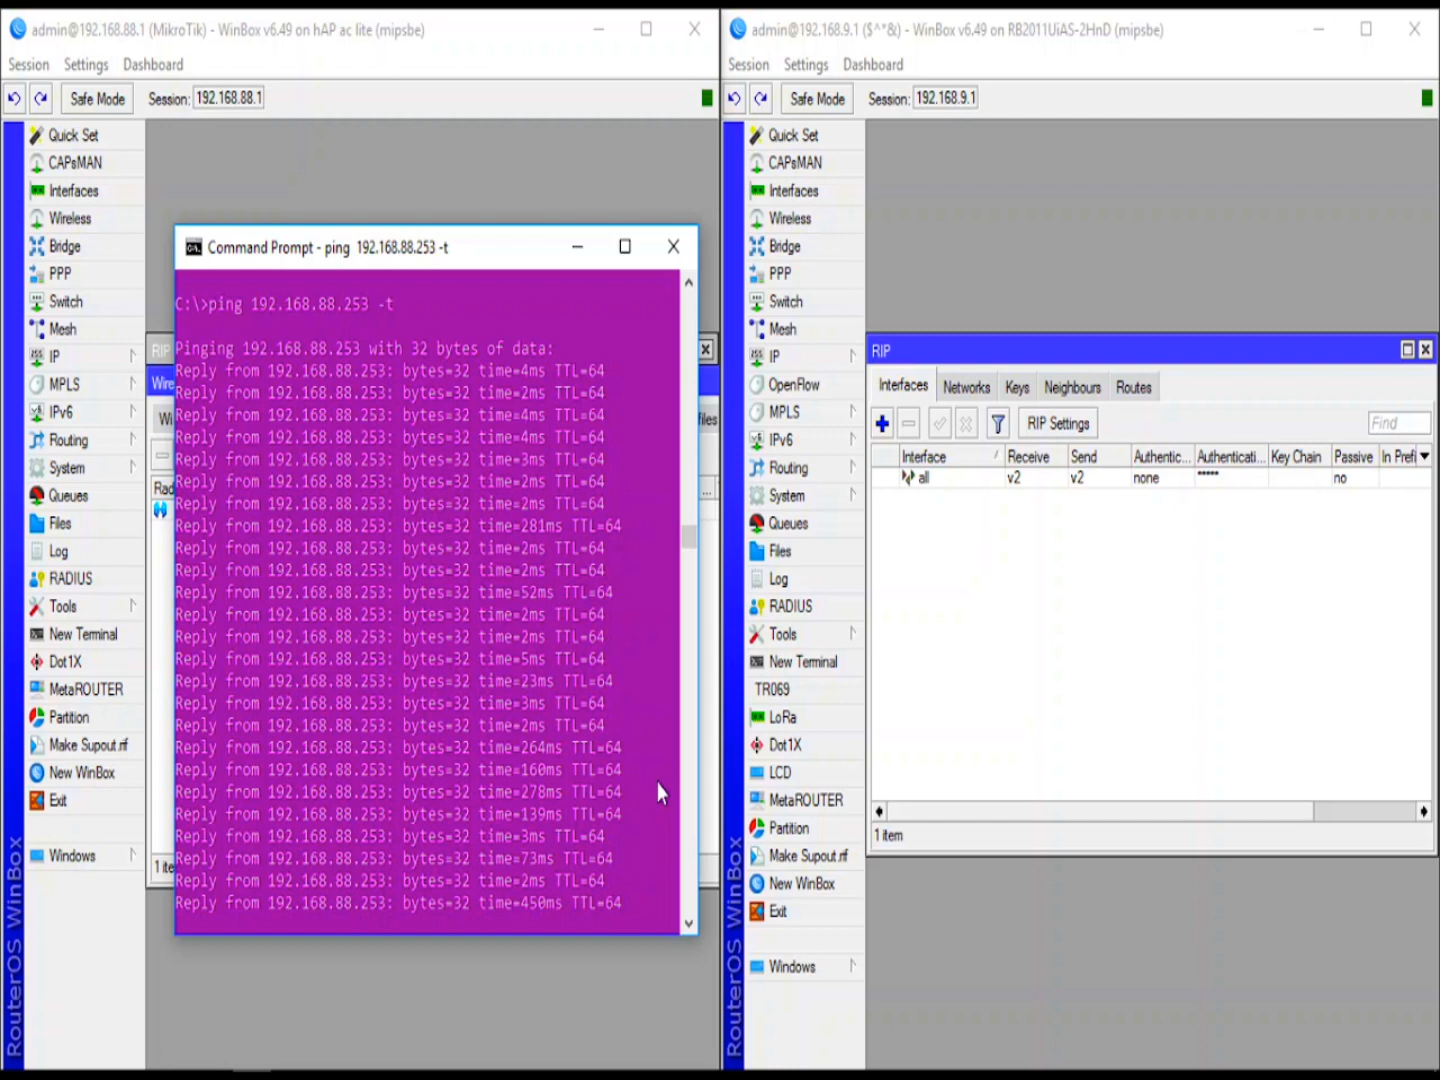 admin@192.168.88.1 (MikroTik) - WinBox v6.49 on hAP ac lite (mipsbe)
Session Settings Dashboard
Safe Mode Session: 192.168.88.1
Quick Set
CAPsMAN
Interfaces
Wireless
Bridge
PPP
Switch
Mesh
IP
MPLS
IPv6
Routing
System
Queues
Files
Log
RADIUS
Tools
New Terminal
Dot1X
MetaROUTER
Partition
Make Supout.rif
New WinBox
Exit
Windows
RouterOS WinBox
RIP
Wire
Wi
files
Rad
...
1 ite
Command Prompt - ping 192.168.88.253 -t
C:\>ping 192.168.88.253 -t
Pinging 192.168.88.253 with 32 bytes of data:
Reply from 192.168.88.253: bytes=32 time=4ms TTL=64
Reply from 192.168.88.253: bytes=32 time=2ms TTL=64
Reply from 192.168.88.253: bytes=32 time=4ms TTL=64
Reply from 192.168.88.253: bytes=32 time=4ms TTL=64
Reply from 192.168.88.253: bytes=32 time=3ms TTL=64
Reply from 192.168.88.253: bytes=32 time=2ms TTL=64
Reply from 192.168.88.253: bytes=32 time=2ms TTL=64
Reply from 192.168.88.253: bytes=32 time=281ms TTL=64
Reply from 192.168.88.253: bytes=32 time=2ms TTL=64
Reply from 192.168.88.253: bytes=32 time=2ms TTL=64
Reply from 192.168.88.253: bytes=32 time=52ms TTL=64
Reply from 192.168.88.253: bytes=32 time=2ms TTL=64
Reply from 192.168.88.253: bytes=32 time=2ms TTL=64
Reply from 192.168.88.253: bytes=32 time=5ms TTL=64
Reply from 192.168.88.253: bytes=32 time=23ms TTL=64
Reply from 192.168.88.253: bytes=32 time=3ms TTL=64
Reply from 192.168.88.253: bytes=32 time=2ms TTL=64
Reply from 192.168.88.253: bytes=32 time=264ms TTL=64
Reply from 192.168.88.253: bytes=32 time=160ms TTL=64
Reply from 192.168.88.253: bytes=32 time=278ms TTL=64
Reply from 192.168.88.253: bytes=32 time=139ms TTL=64
Reply from 192.168.88.253: bytes=32 time=3ms TTL=64
Reply from 192.168.88.253: bytes=32 time=73ms TTL=64
Reply from 192.168.88.253: bytes=32 time=2ms TTL=64
Reply from 192.168.88.253: bytes=32 time=450ms TTL=64
admin@192.168.9.1 ($^*&) - WinBox v6.49 on RB2011UiAS-2HnD (mipsbe)
Session Settings Dashboard
Safe Mode Session: 192.168.9.1
Quick Set
CAPsMAN
Interfaces
Wireless
Bridge
PPP
Switch
Mesh
IP
OpenFlow
MPLS
IPv6
Routing
System
Queues
Files
Log
RADIUS
Tools
New Terminal
TR069
LoRa
Dot1X
LCD
MetaROUTER
Partition
Make Supout.rif
New WinBox
Exit
Windows
RouterOS WinBox
RIP
Interfaces Networks Keys Neighbours Routes
RIP Settings Find
Interface Receive Send Authentic... Authenticati... Key Chain Passive In Prefi
all v2 v2 none ***** no
1 item